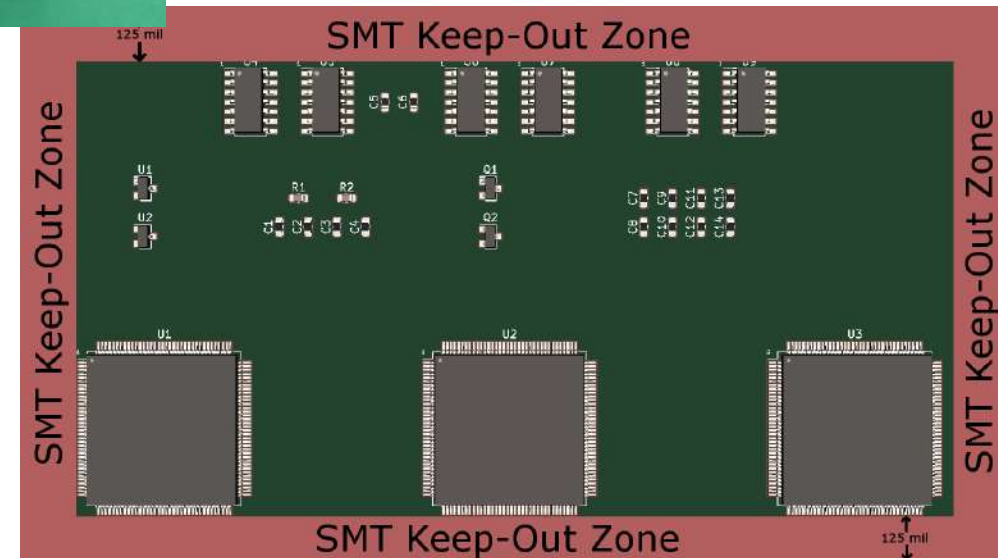 125 mil
SMT Keep-Out Zone
SMT Keep-Out Zone
SMT Keep-Out Zone
C5
C6
U1
Q1
R1
R2
U2
Q2
C1
C2
C3
C4
C7
C9
C11
C13
C8
C10
C12
C14
U1
U2
U3
SMT Keep-Out Zone
125 mil